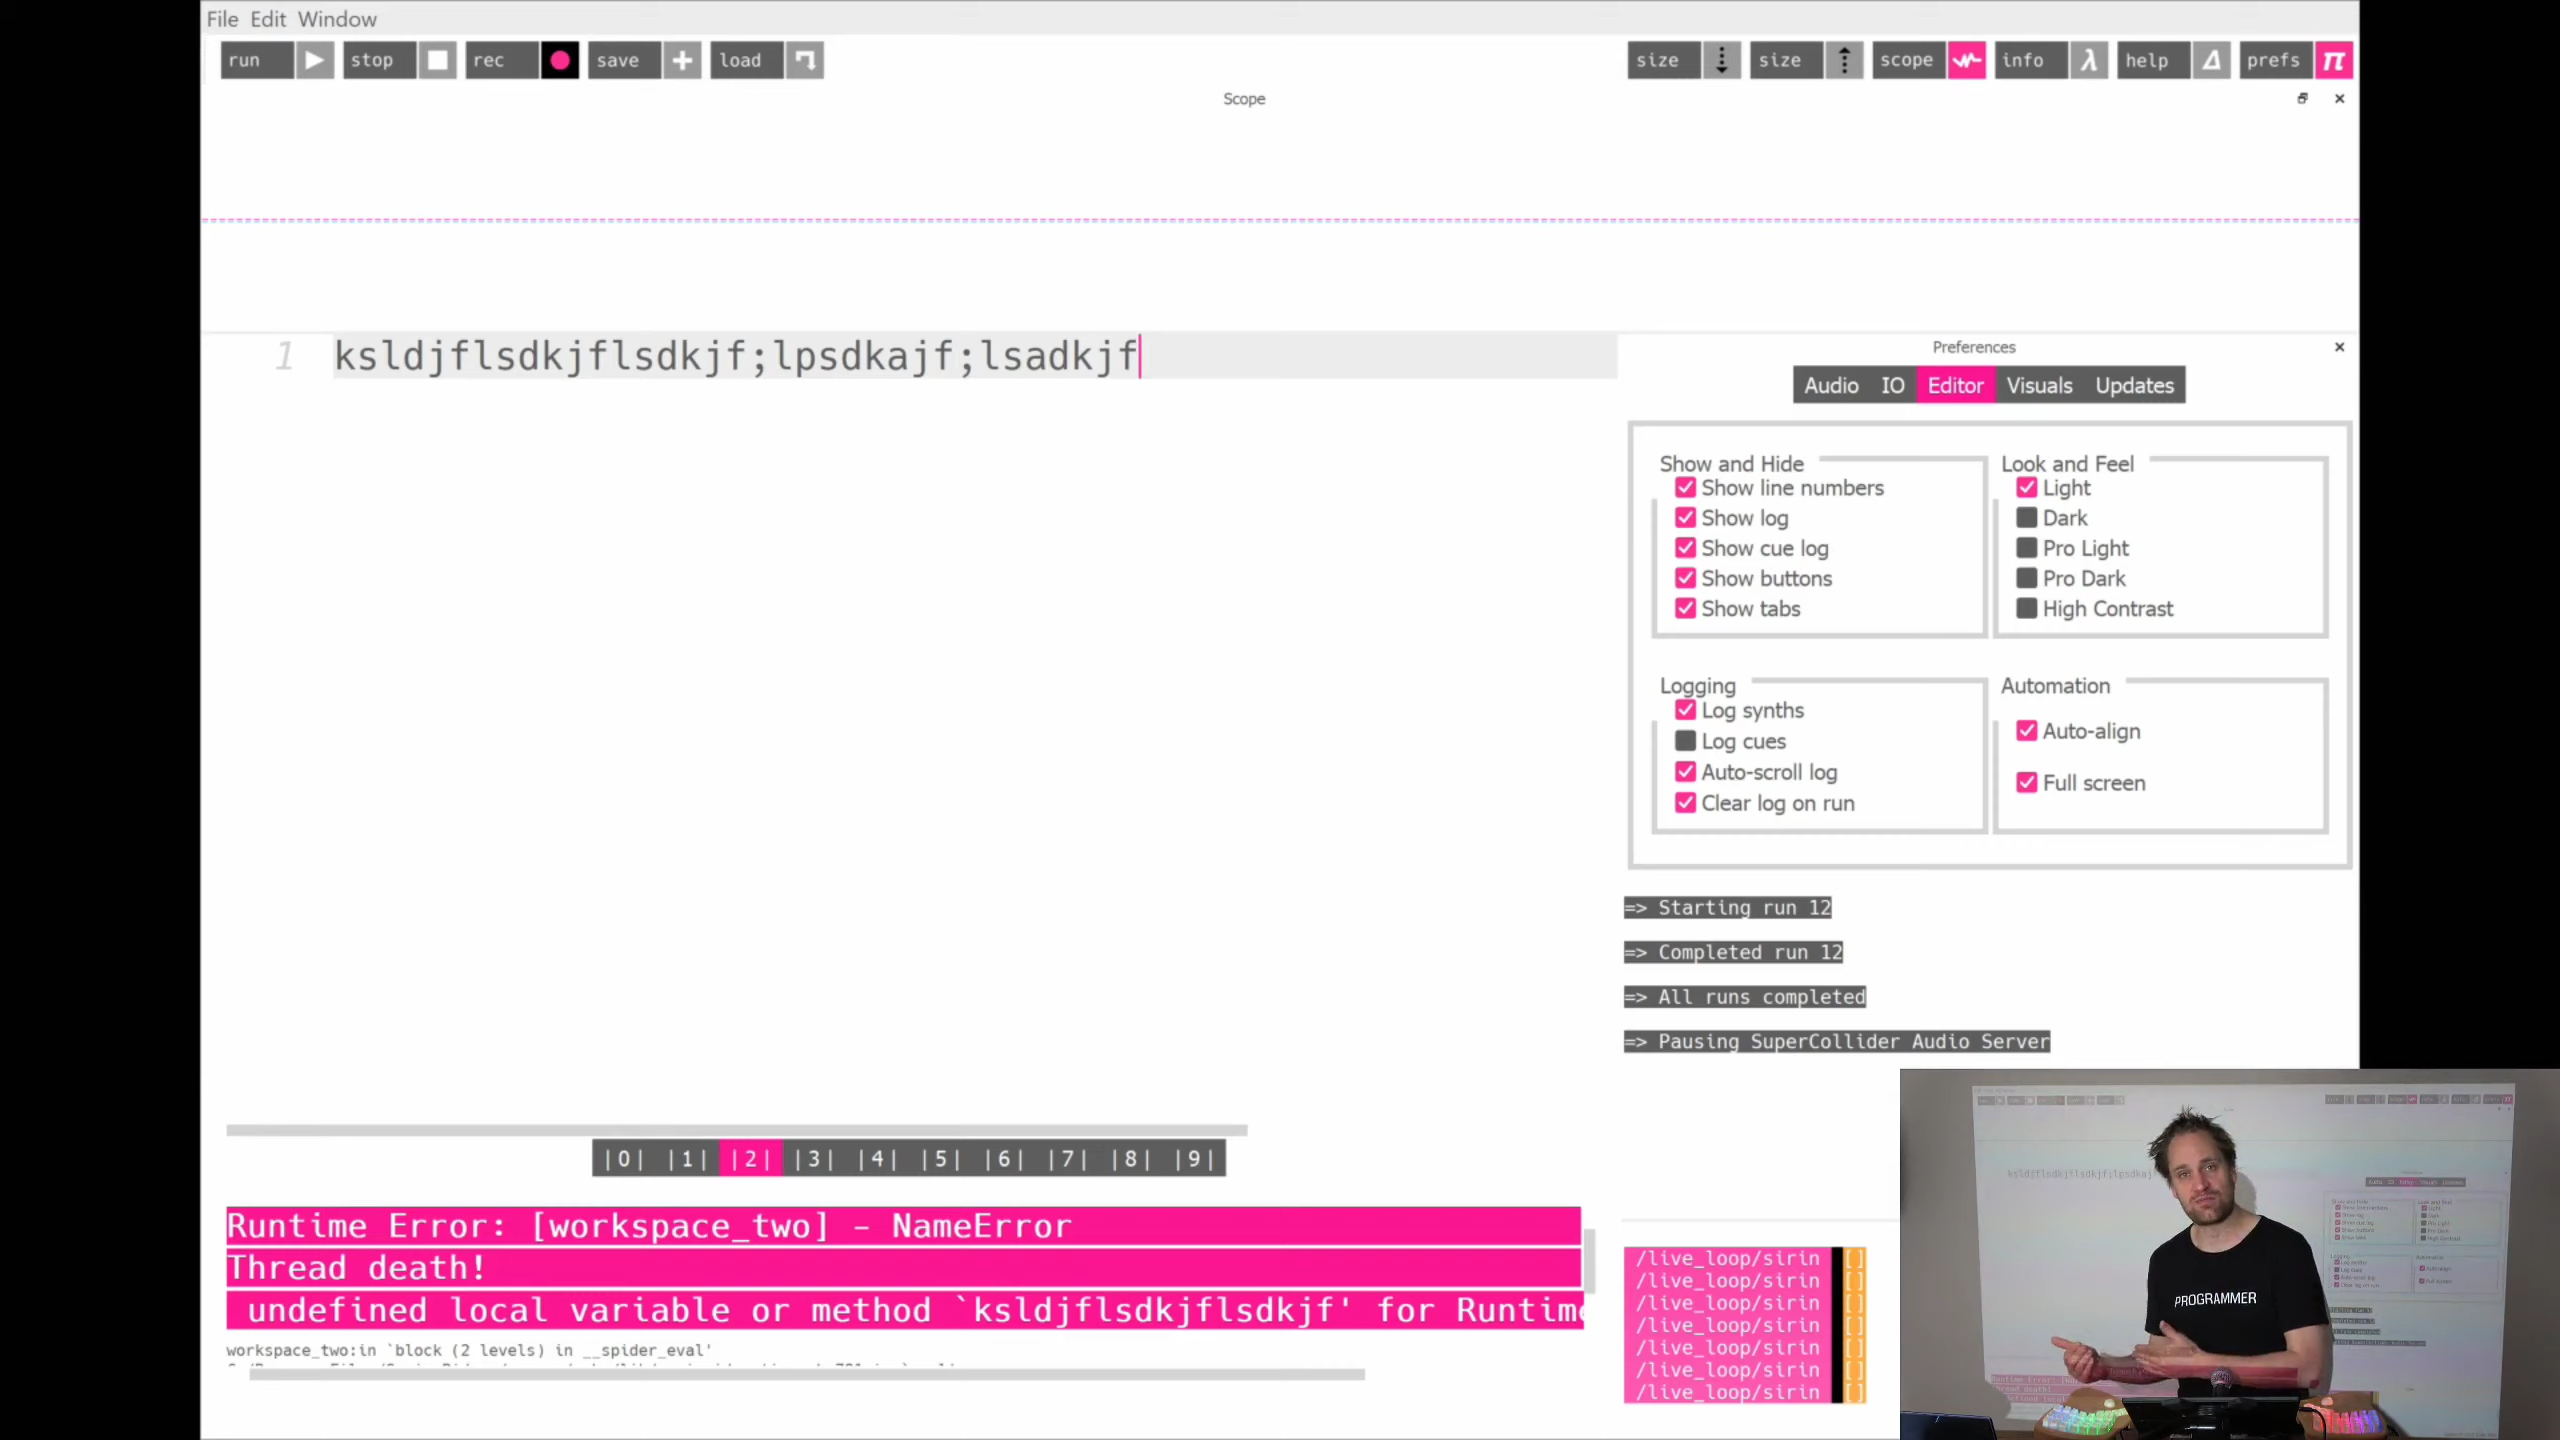 File Edit Window
run stop rec save load size size scope info λ help prefs π
Scope
1 ksldjflsdkjflsdkjf;lpsdkajf;lsadkjf
Preferences
Audio IO Editor Visuals Updates
Show and Hide
Show line numbers
Show log
Show cue log
Show buttons
Show tabs
Look and Feel
Light
Dark
Pro Light
Pro Dark
High Contrast
Logging
Log synths
Log cues
Auto-scroll log
Clear log on run
Automation
Auto-align
Full screen
=> Starting run 12
=> Completed run 12
=> All runs completed
=> Pausing SuperCollider Audio Server
|0| |1| |2| |3| |4| |5| |6| |7| |8| |9|
Runtime Error: [workspace_two] – NameError
Thread death!
undefined local variable or method `ksldjflsdkjflsdkjf' for Runtime
workspace_two:in `block (2 levels) in __spider_eval'
/live_loop/sirin []
/live_loop/sirin []
/live_loop/sirin []
/live_loop/sirin []
/live_loop/sirin []
/live_loop/sirin []
/live_loop/sirin []
PROGRAMMER